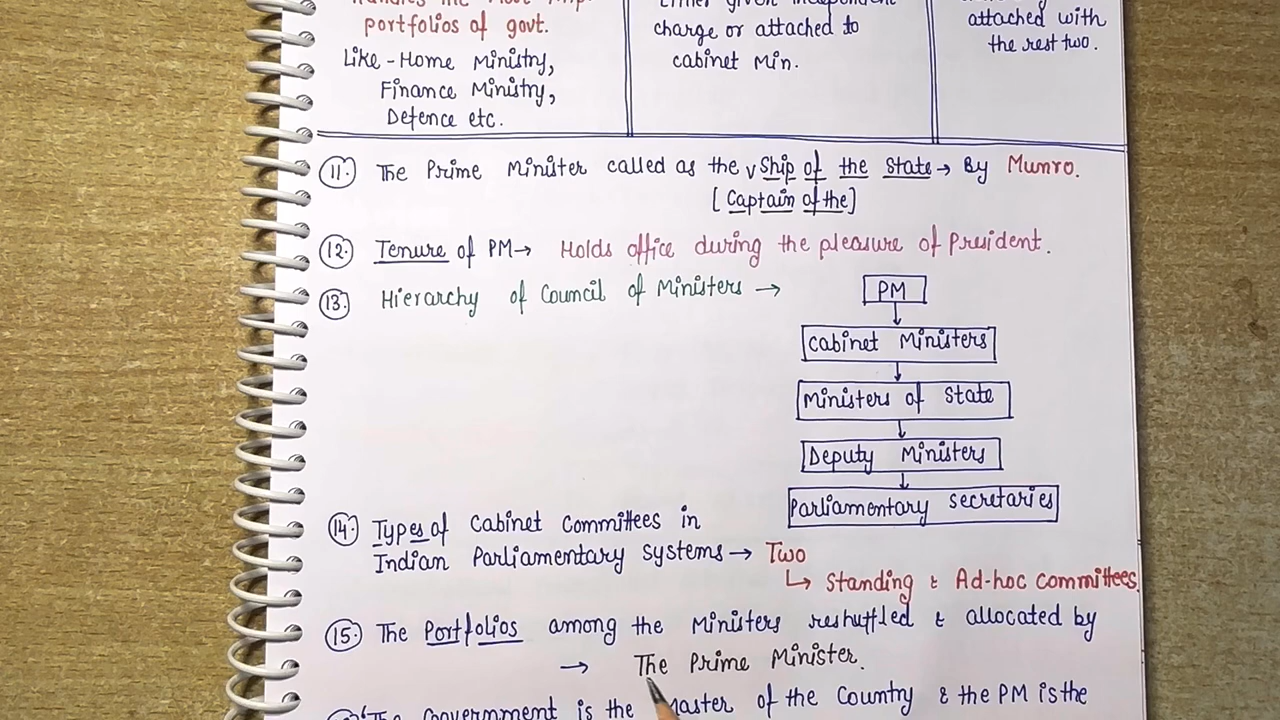 portfolios of govt.
Like - Home Ministry,
Finance Ministry,
Defence etc.
charge or attached to
cabinet Min.
attached with
the rest two.
11. The Prime Minister called as the ∨ Ship of the State → By Munro.
[Captain of the]
12. Tenure of PM → Holds office during the pleasure of President.
13. Hierarchy of Council of Ministers →
PM
Cabinet Ministers
Ministers of State
Deputy Ministers
Parliamentary secretaries
14. Types of Cabinet Committees in
Indian Parliamentary Systems → Two
↳ Standing & Ad-hoc committees.
15. The Portfolios among the Ministers reshuffled & allocated by
→ The Prime Minister.
Government is the Master of the Country & the PM is the